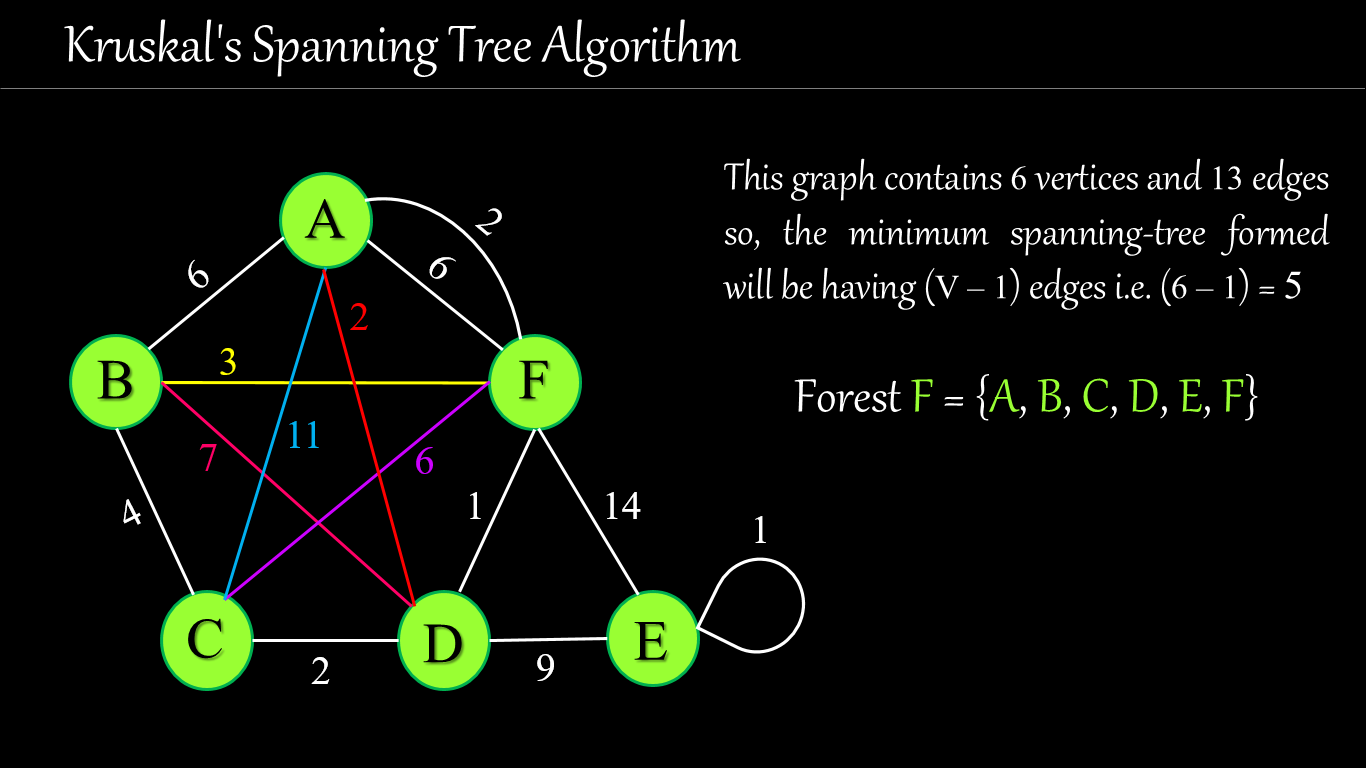 Kruskal's Spanning Tree Algorithm
This graph contains 6 vertices and 13 edges
so, the minimum spanning-tree formed
will be having (V – 1) edges i.e. (6 – 1) = 5
Forest F = {A, B, C, D, E, F}
A
2
6
6
2
B
3
F
7
11
6
4
1
14
1
C
D
E
2
9